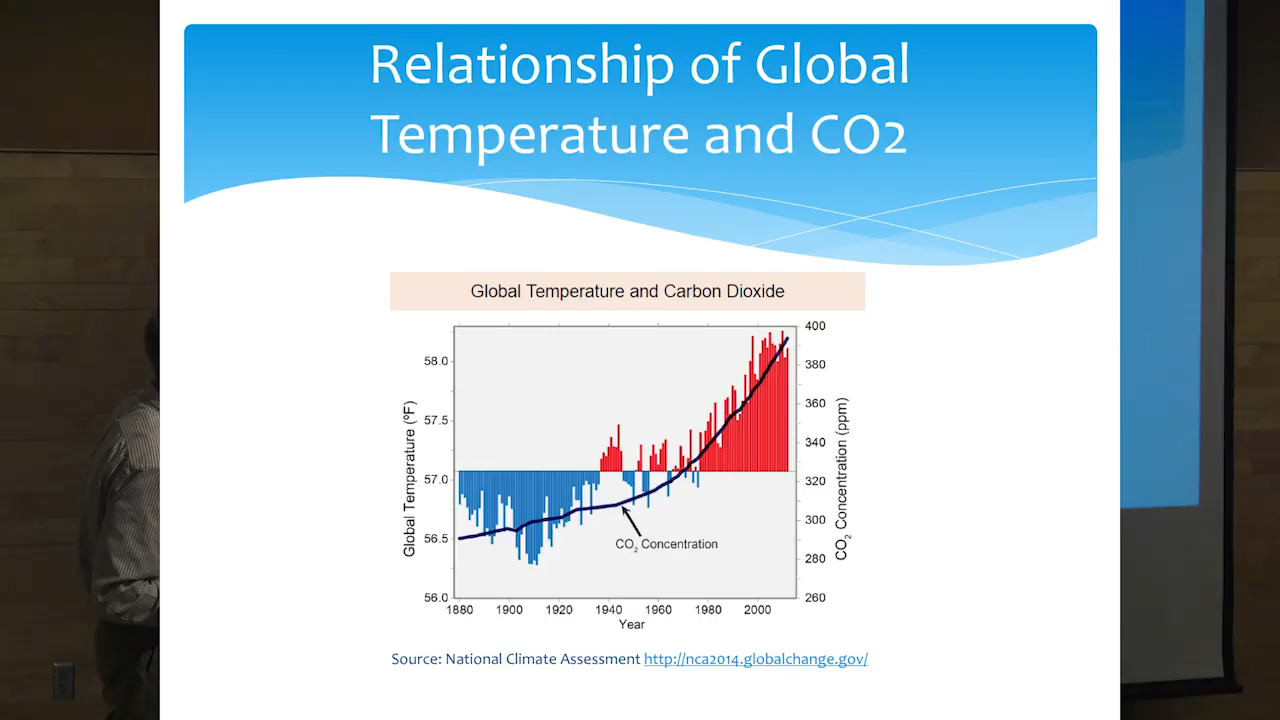 Relationship of Global
Temperature and CO2
Global Temperature and Carbon Dioxide
Global Temperature (ºF)
58.0
57.5
57.0
56.5
56.0
400
380
360
340
320
300
280
260
CO₂ Concentration (ppm)
CO₂ Concentration
1880 1900 1920 1940 1960 1980 2000
Year
Source: National Climate Assessment http://nca2014.globalchange.gov/